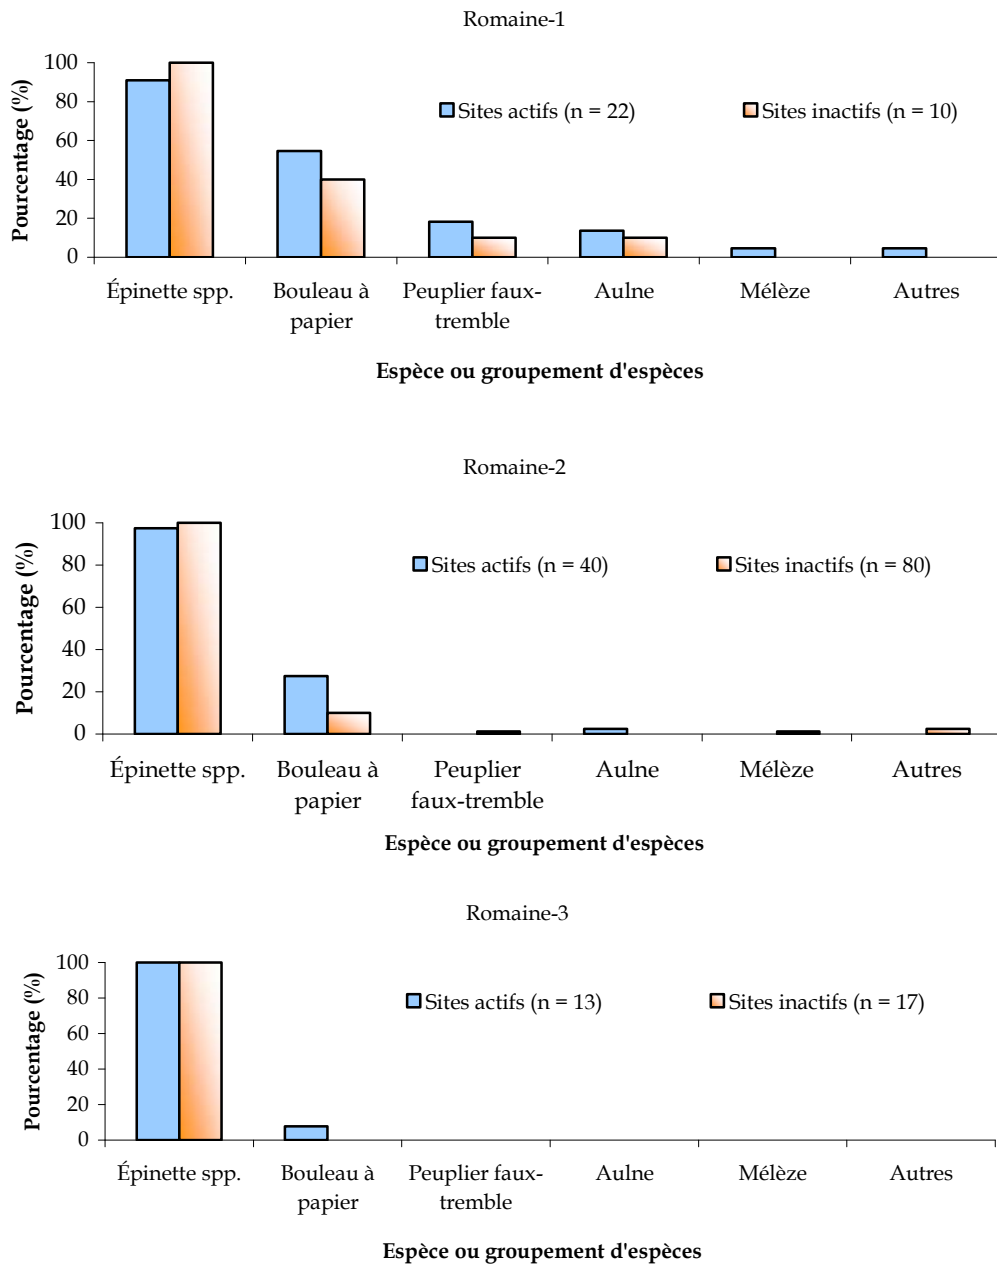 Romaine-1
100
80
60
40
20
0
Pourcentage (%)
Sites actifs (n = 22) Sites inactifs (n = 10)
Épinette spp. Bouleau à Peuplier faux- Aulne Mélèze Autres
papier tremble
Espèce ou groupement d'espèces
Romaine-2
100
80
60
40
20
0
Pourcentage (%)
Sites actifs (n = 40) Sites inactifs (n = 80)
Épinette spp. Bouleau à Peuplier Aulne Mélèze Autres
papier faux-tremble
Espèce ou groupement d'espèces
Romaine-3
100
80
60
40
20
0
Pourcentage (%)
Sites actifs (n = 13) Sites inactifs (n = 17)
Épinette spp. Bouleau à Peuplier faux- Aulne Mélèze Autres
papier tremble
Espèce ou groupement d'espèces